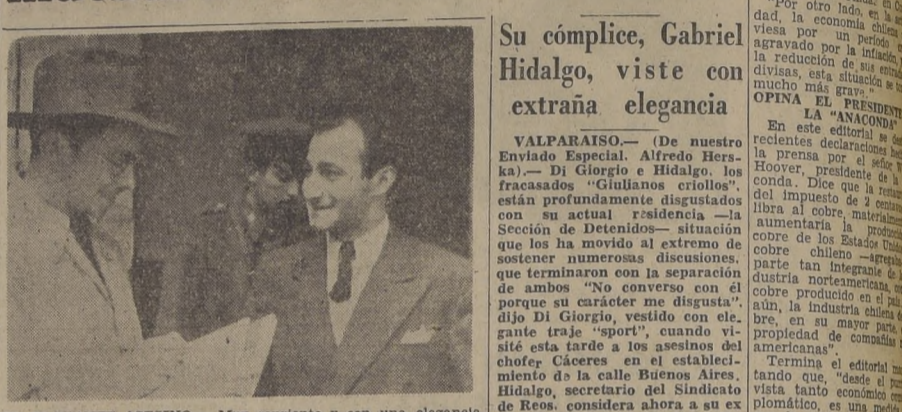 Su cómplice, Gabriel
Hidalgo, viste con
extraña elegancia
VALPARAISO.— (De nuestro
Enviado Especial. Alfredo Hers-
ka).— Di Giorgio e Hidalgo. los
fracasados "Giulianos criollos".
están profundamente disgustados
con su actual residencia —la
Sección de Detenidos— situación
que los ha movido al extremo de
sostener numerosas discusiones.
que terminaron con la separación
de ambos "No converso con él
porque su carácter me disgusta".
dijo Di Giorgio, vestido con ele-
gante traje "sport", cuando vi-
sité esta tarde a los asesinos del
chofer Cáceres en el estableci-
miento de la calle Buenos Aires.
Hidalgo, secretario del Sindicato
de Reos. considera ahora a su ex
"Por otro lado, en la
dad, la economía chilena
viesa por un período
agravado por la inflación,
la reducción de sus
divisas, esta situación se
mucho más grave."
OPINA EL PRESIDENTE
LA "ANACONDA"
En este editorial se
recientes declaraciones
la prensa por el señor
Hoover, presidente de la
conda. Dice que la
del impuesto de 2
libra al cobre,
aumentaría la
cobre de los Estados
cobre chileno
parte tan integrante de
dustria norteamericana,
cobre producido en el
aún, la industria chilena
bre, en su mayor parte,
propiedad de compañías
americanas".
Termina el editorial
tando que, "desde el
vista tanto económico
plomático, es una